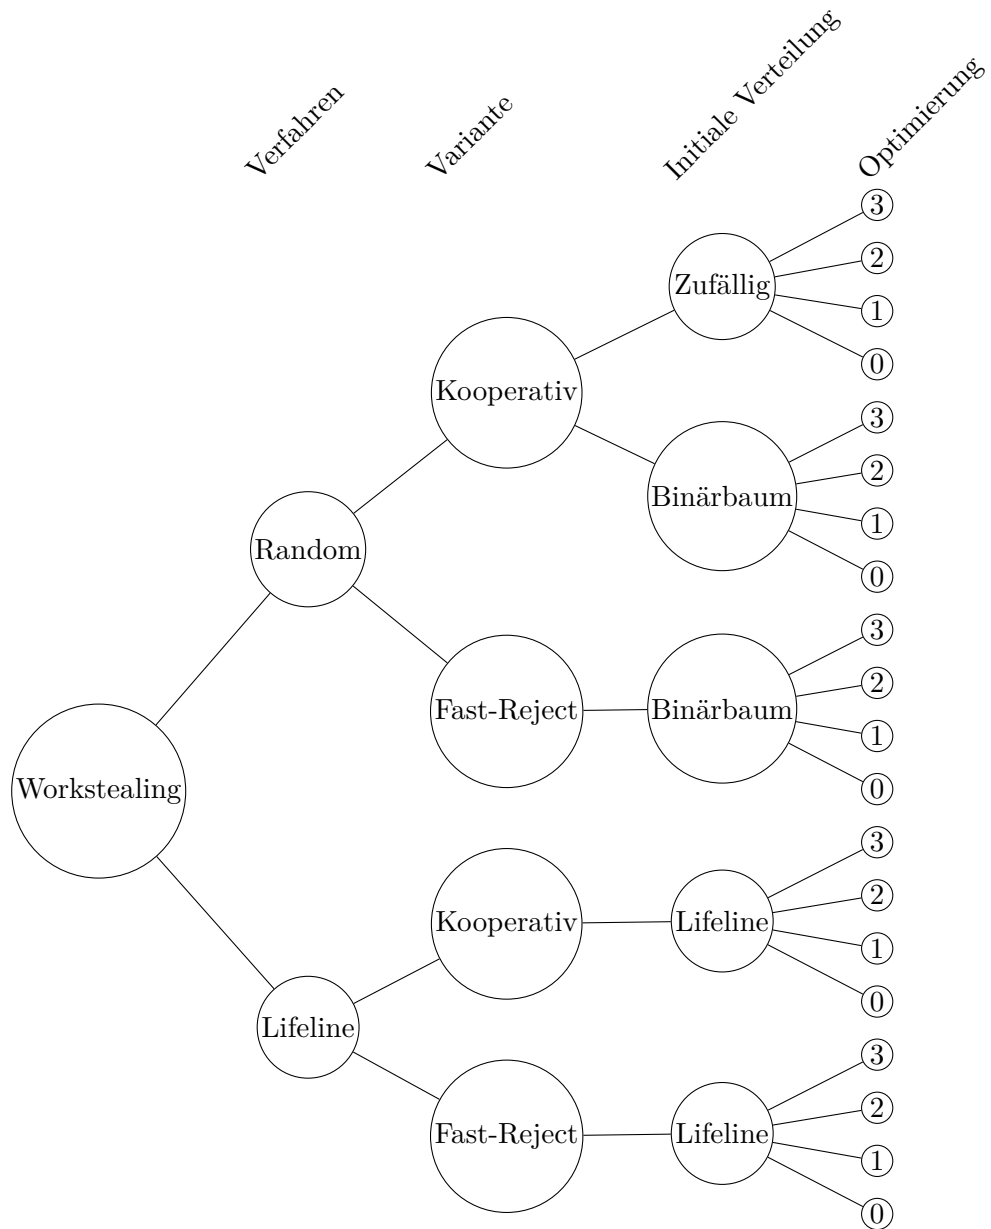 Verfahren
Variante
Initiale Verteilung
Optimierung
3
Zufällig
2
1
0
Kooperativ
3
2
Binärbaum
1
0
Random
3
2
Fast-Reject
Binärbaum
1
0
Workstealing
3
2
Kooperativ
Lifeline
1
0
Lifeline
3
2
Fast-Reject
Lifeline
1
0